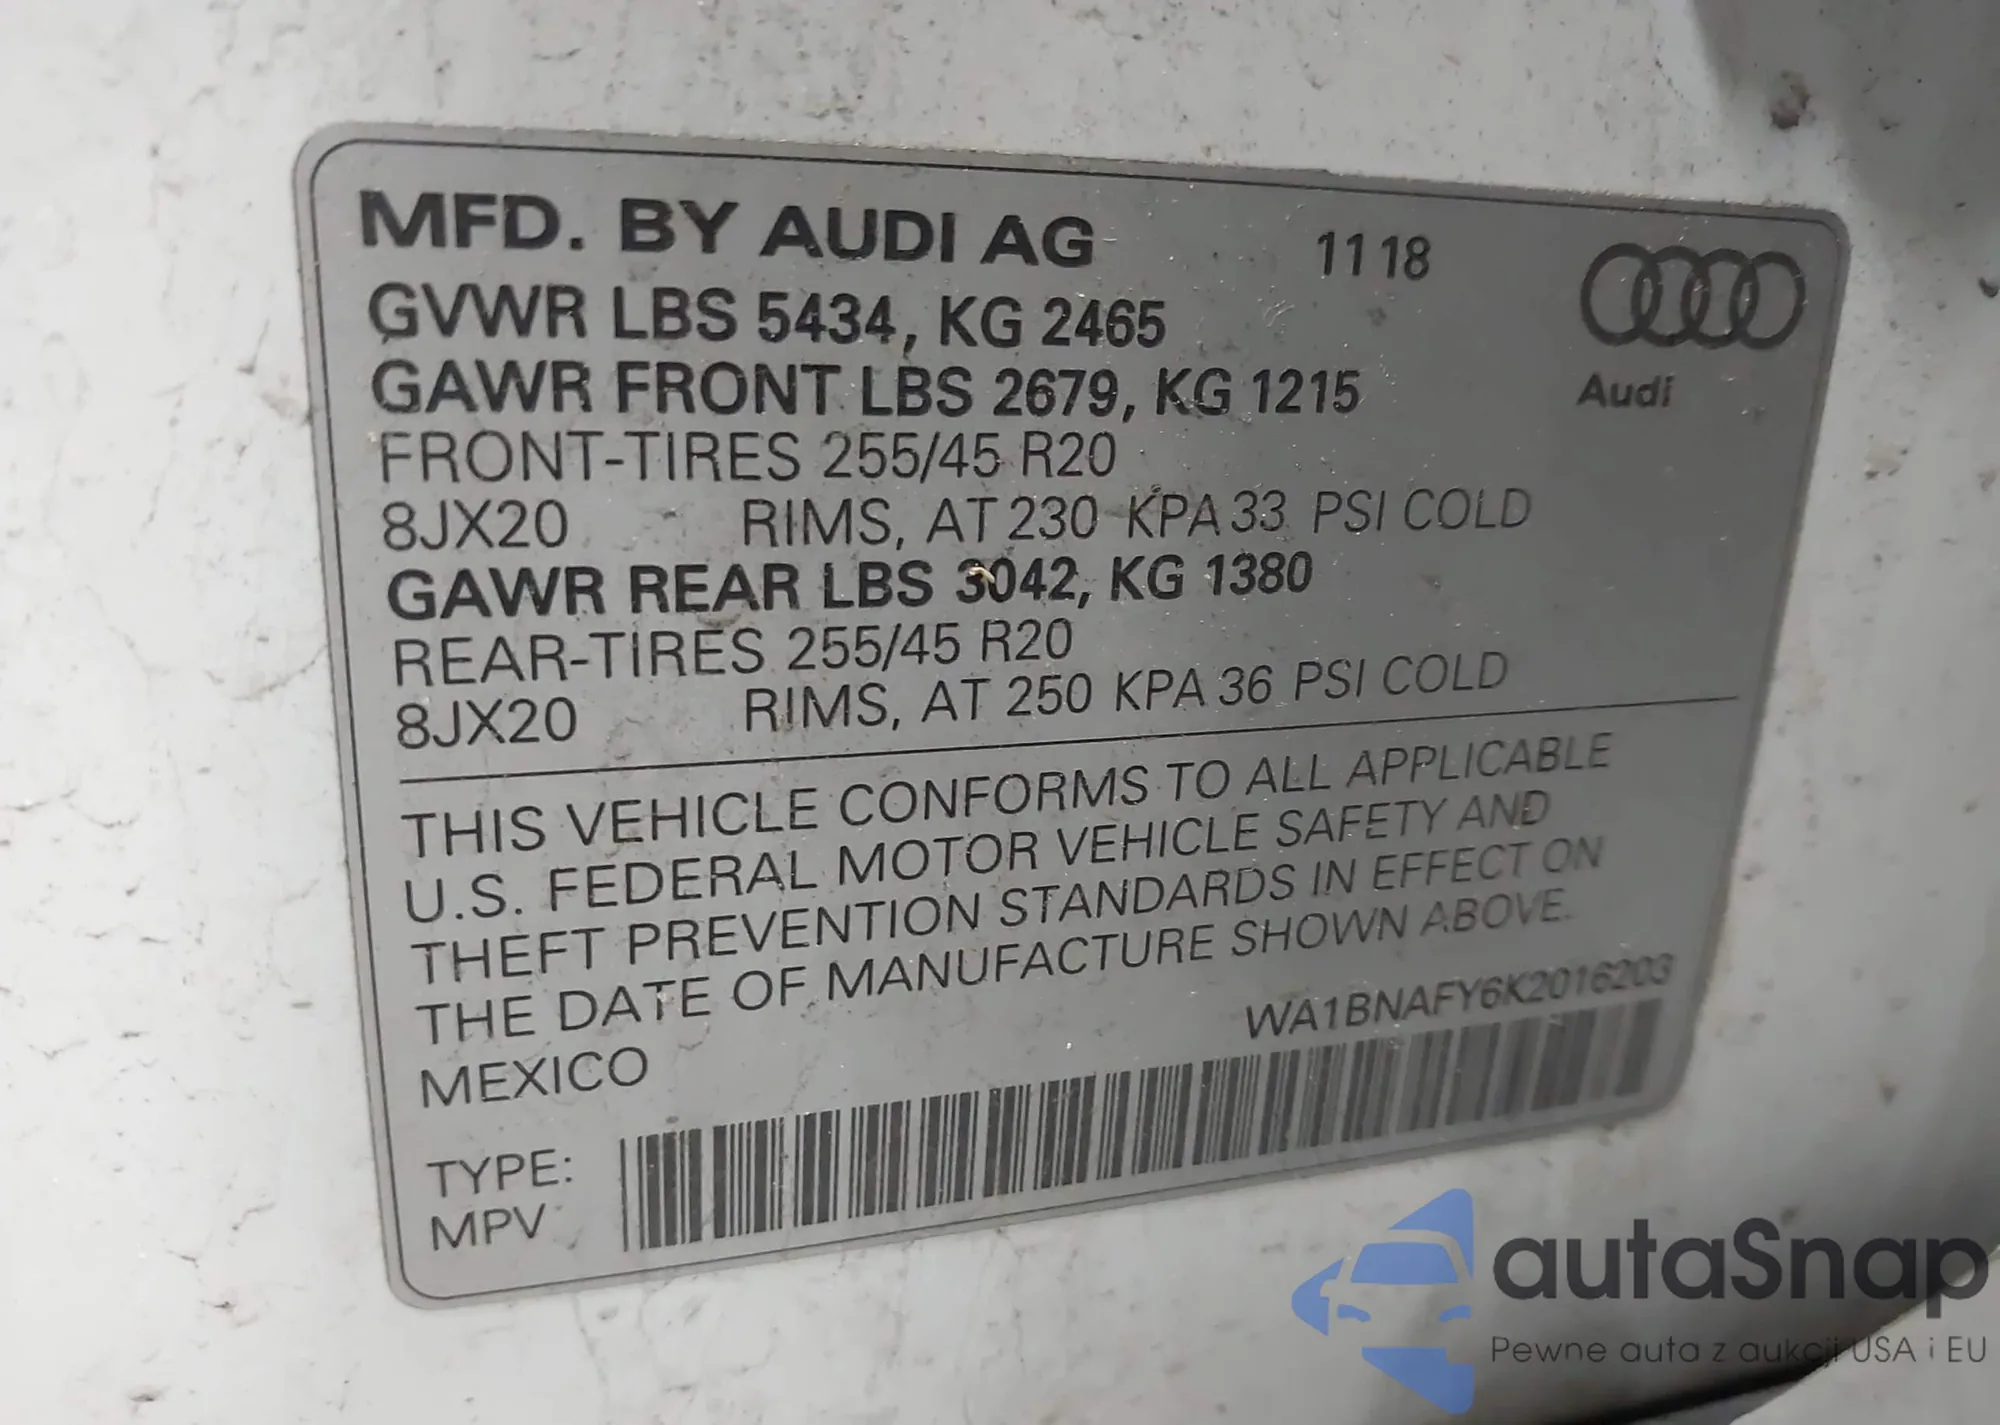 MFD. BY AUDI AG 11 18
GVWR LBS 5434, KG 2465
GAWR FRONT LBS 2679, KG 1215
Audi
FRONT-TIRES 255/45 R20
8JX20 RIMS, AT 230 KPA 33 PSI COLD
GAWR REAR LBS 3042, KG 1380
REAR-TIRES 255/45 R20
8JX20 RIMS, AT 250 KPA 36 PSI COLD
THIS VEHICLE CONFORMS TO ALL APPLICABLE
U.S. FEDERAL MOTOR VEHICLE SAFETY AND
THEFT PREVENTION STANDARDS IN EFFECT ON
THE DATE OF MANUFACTURE SHOWN ABOVE.
WA1BNAFY6K2016203
MEXICO
TYPE:
MPV
autaSnap
Pewne auta z aukcji USA i EU